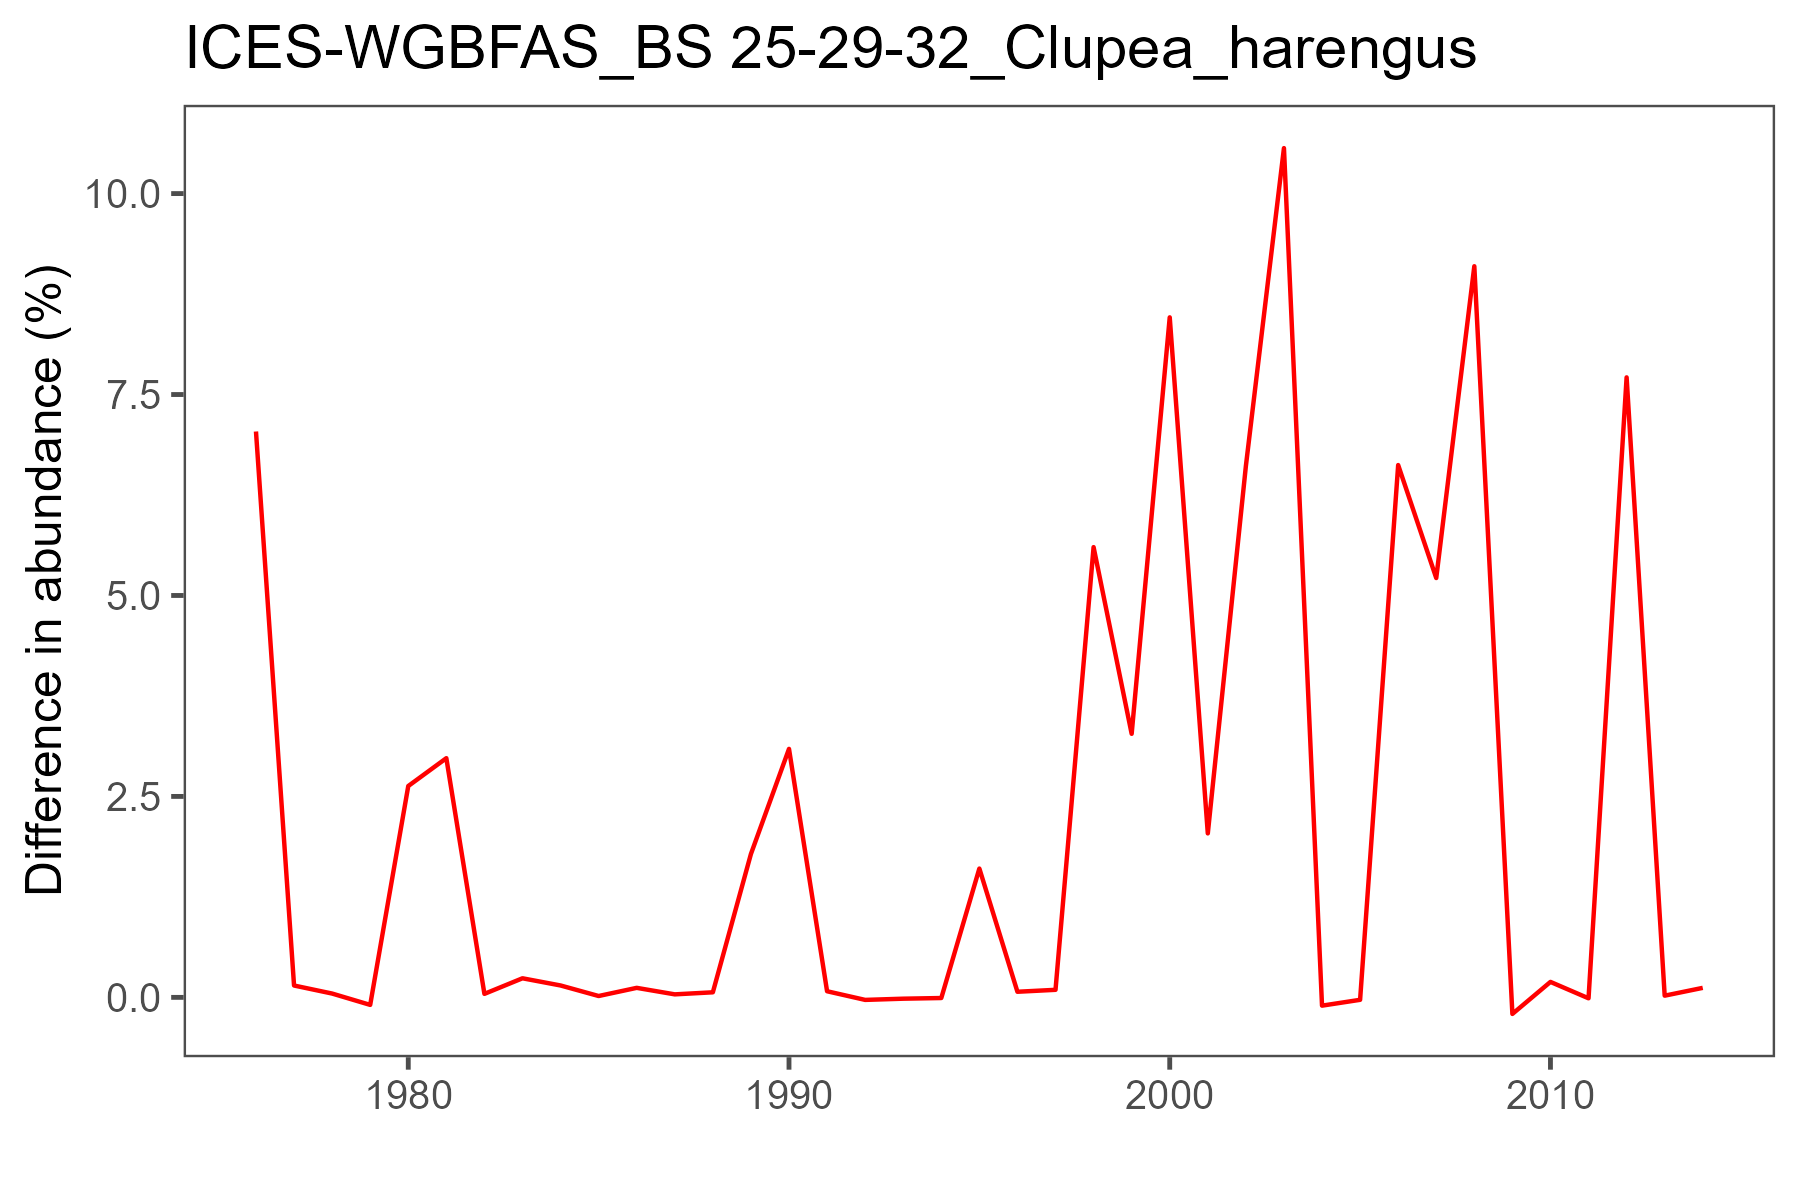 ICES-WGBFAS_BS 25-29-32_Clupea_harengus
Difference in abundance (%)
10.0
7.5
5.0
2.5
0.0
1980 1990 2000 2010